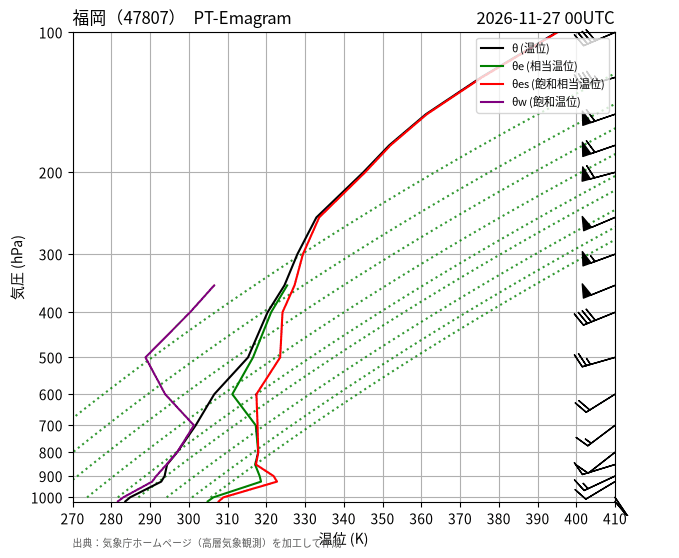 福岡（47807） PT-Emagram
2026-11-27 00UTC
θ (温位)
θe (相当温位)
θes (飽和相当温位)
θw (飽和温位)
気圧 (hPa)
100
200
300
400
500
600
700
800
900
1000
270 280 290 300 310 320 330 340 350 360 370 380 390 400 410
温位 (K)
出典：気象庁ホームページ（高層気象観測）を加工して作成